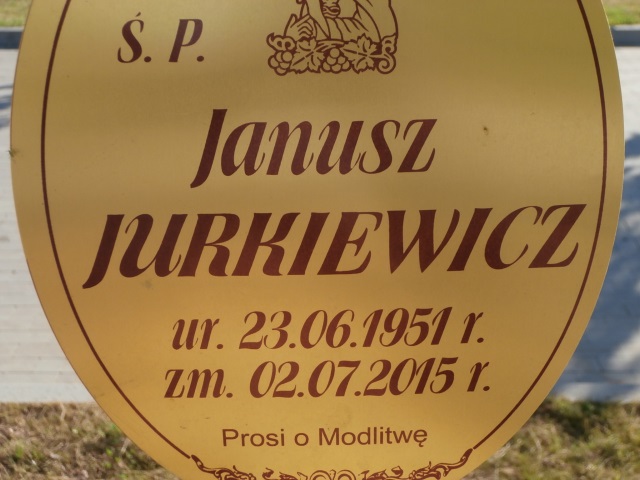 Ś. P.
Janusz
JURKIEWICZ
ur. 23.06.1951 r.
zm. 02.07.2015 r.
Prosi o Modlitwę